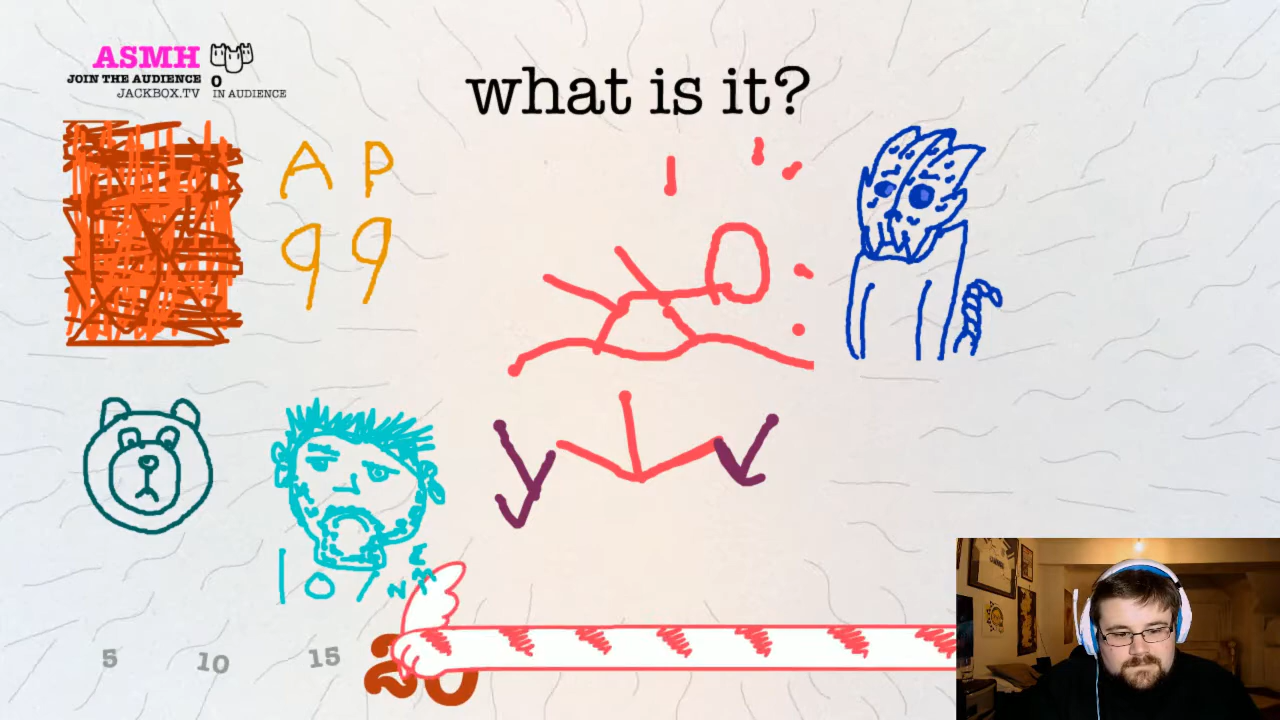 ASMH
JOIN THE AUDIENCE
JACKBOX.TV
0
IN AUDIENCE
what is it?
A P
9 9
5 10 15 20